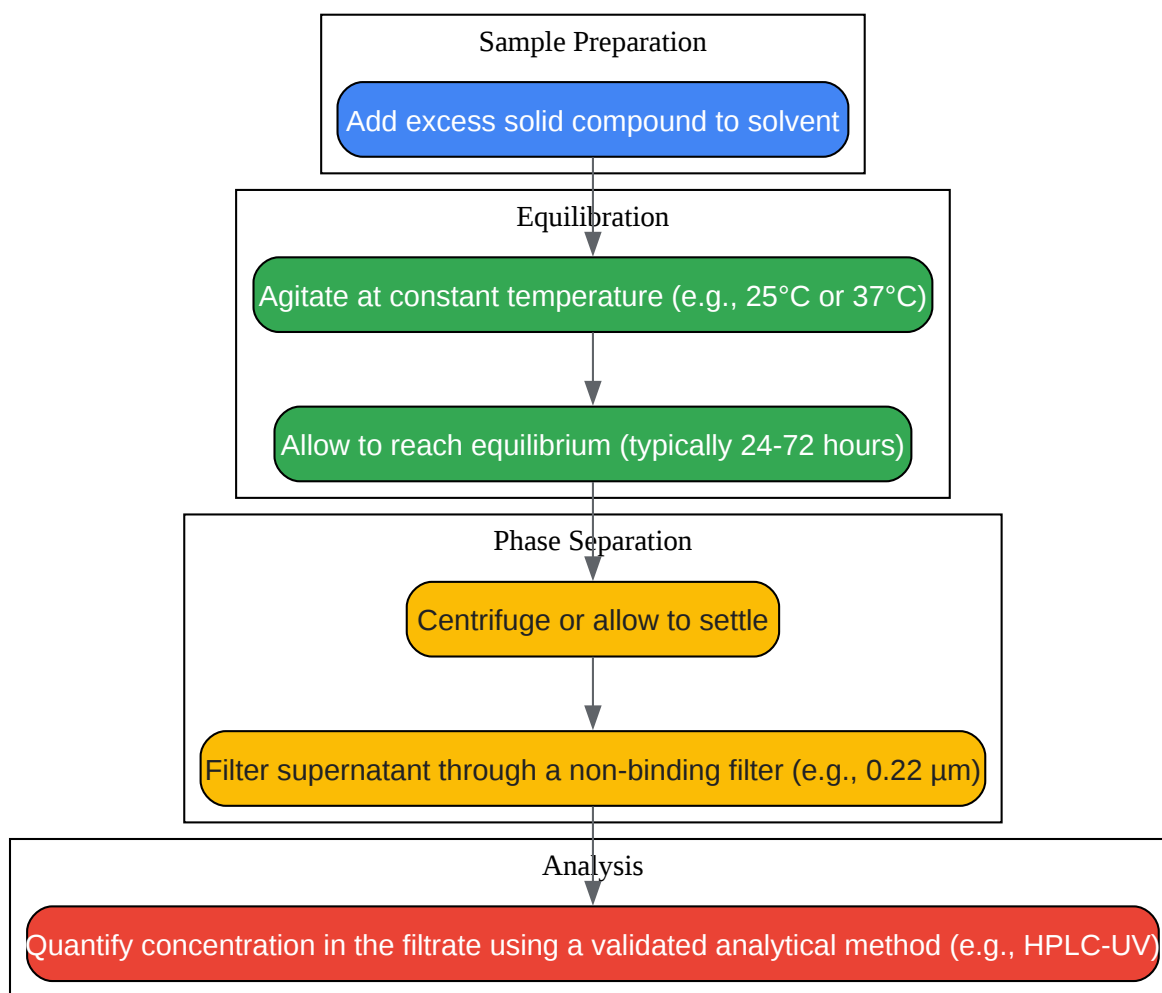 Sample Preparation
Add excess solid compound to solvent
Equilibration
Agitate at constant temperature (e.g., 25°C or 37°C)
Allow to reach equilibrium (typically 24-72 hours)
Phase Separation
Centrifuge or allow to settle
Filter supernatant through a non-binding filter (e.g., 0.22 µm)
Analysis
Quantify concentration in the filtrate using a validated analytical method (e.g., HPLC-UV)